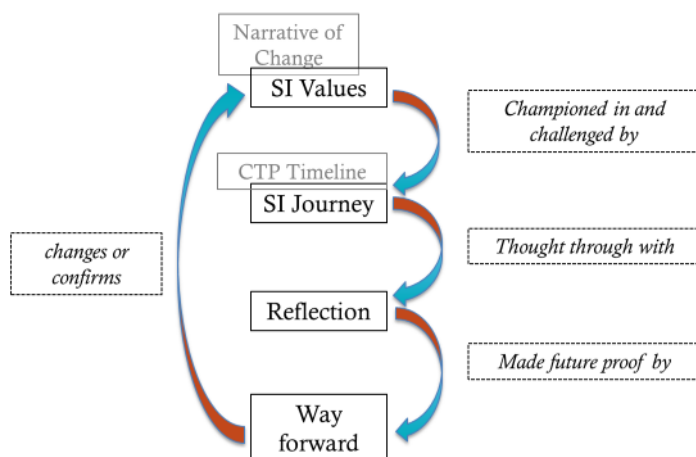 Narrative of
Change
SI Values
Championed in and
challenged by
CTP Timeline
SI Journey
changes or
confirms
Thought through with
Reflection
Made future proof by
Way
forward